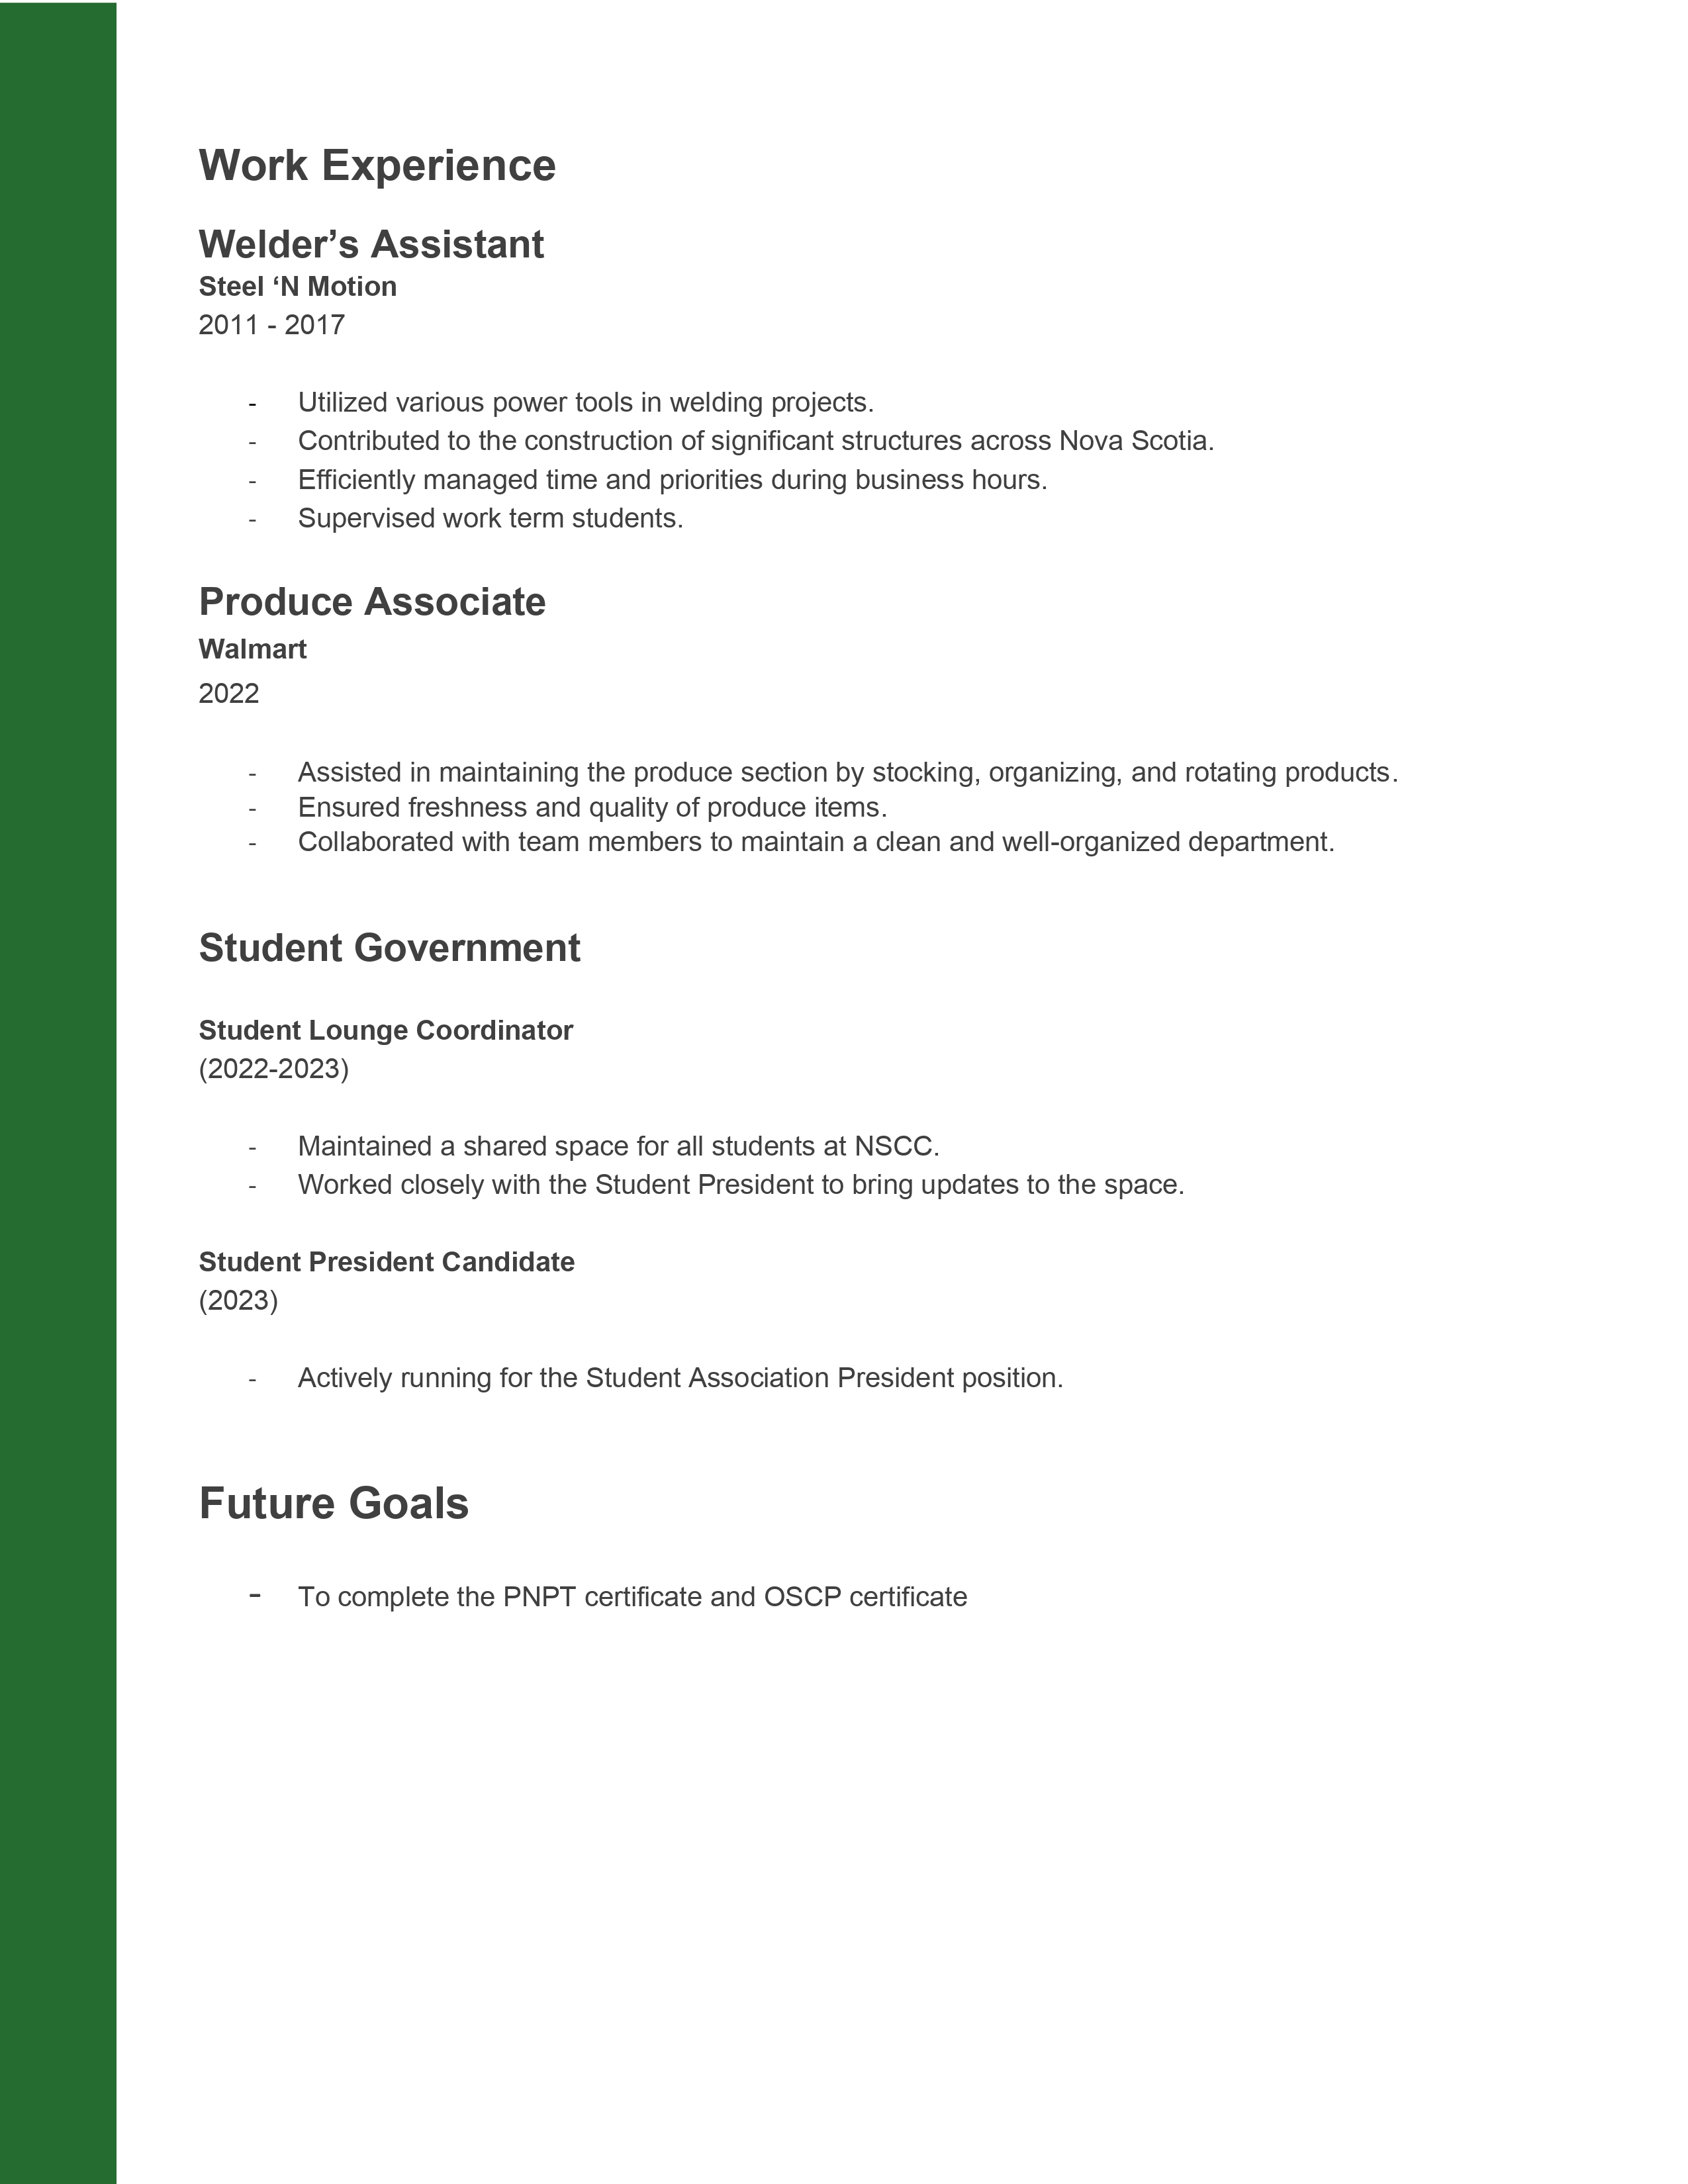 Work Experience
Welder’s Assistant
Steel ‘N Motion
2011 - 2017
- Utilized various power tools in welding projects.
- Contributed to the construction of significant structures across Nova Scotia.
- Efficiently managed time and priorities during business hours.
- Supervised work term students.
Produce Associate
Walmart
2022
- Assisted in maintaining the produce section by stocking, organizing, and rotating products.
- Ensured freshness and quality of produce items.
- Collaborated with team members to maintain a clean and well-organized department.
Student Government
Student Lounge Coordinator
(2022-2023)
- Maintained a shared space for all students at NSCC.
- Worked closely with the Student President to bring updates to the space.
Student President Candidate
(2023)
- Actively running for the Student Association President position.
Future Goals
- To complete the PNPT certificate and OSCP certificate